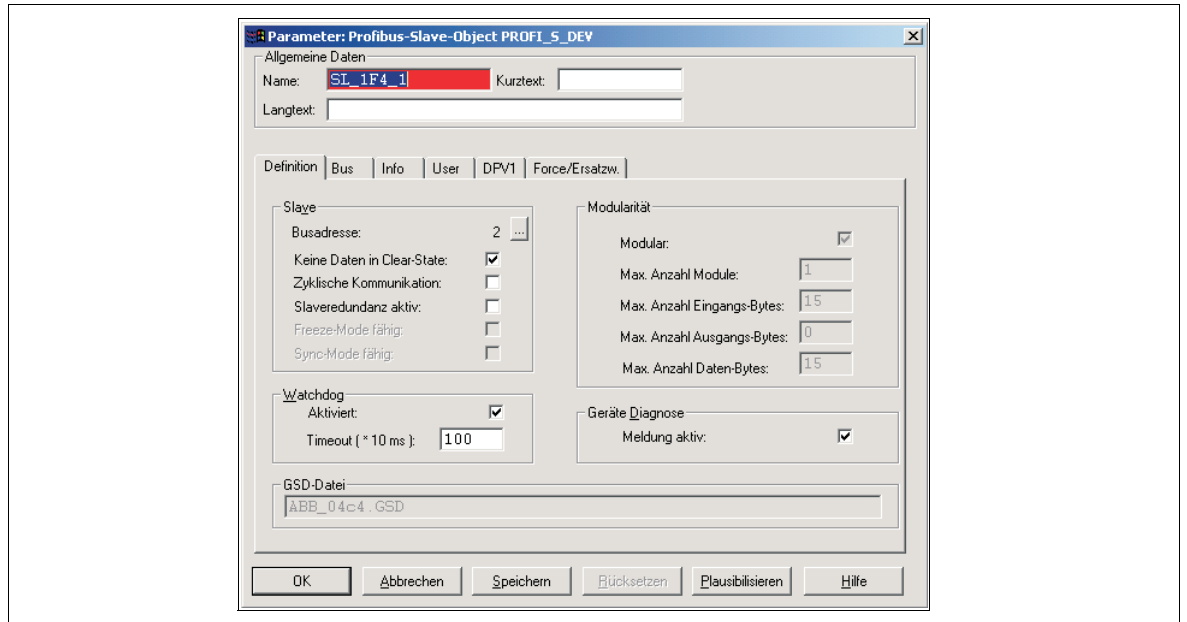 Parameter: Profibus-Slave-Object PROFI_S_DEV
Allgemeine Daten
Name: SL_1F4_1 Kurztext:
Langtext:
Definition Bus Info User DPV1 Force/Ersatzw.
Slave
Busadresse: 2 ...
Keine Daten in Clear-State:
Zyklische Kommunikation:
Slaveredundanz aktiv:
Freeze-Mode fähig:
Sync-Mode fähig:
Modularität
Modular:
Max. Anzahl Module: 1
Max. Anzahl Eingangs-Bytes: 15
Max. Anzahl Ausgangs-Bytes: 0
Max. Anzahl Daten-Bytes: 15
Watchdog
Aktiviert:
Timeout ( * 10 ms ): 100
Geräte Diagnose
Meldung aktiv:
GSD-Datei
ABB_04c4.GSD
OK Abbrechen Speichern Rücksetzen Plausibilisieren Hilfe